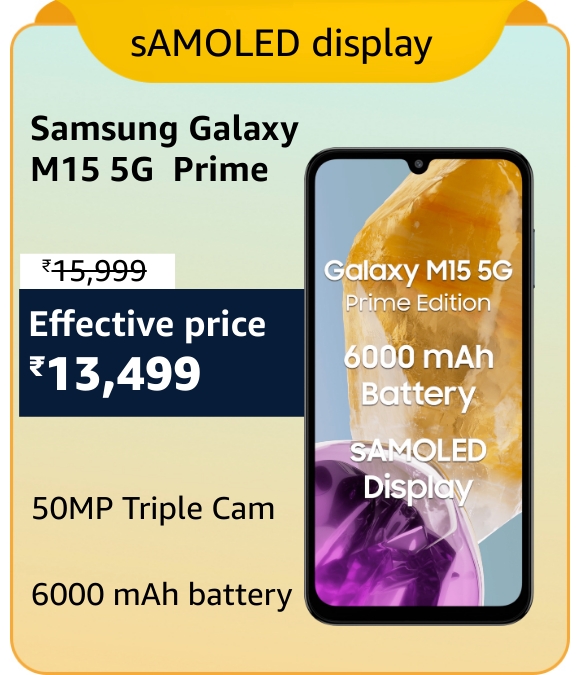 sAMOLED display
Samsung Galaxy
M15 5G Prime
₹15,999
Effective price
₹13,499
50MP Triple Cam
6000 mAh battery
Galaxy M15 5G
Prime Edition
6000 mAh
Battery
sAMOLED
Display